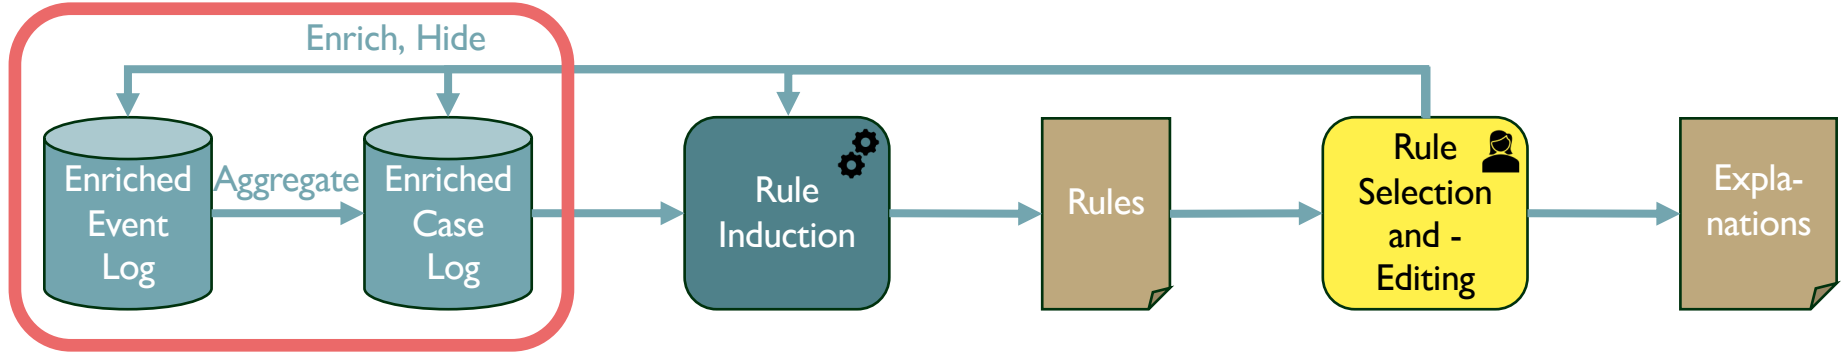 Enrich, Hide
Enriched
Event
Log
Aggregate
Enriched
Case
Log
Rule
Induction
Rules
Rule
Selection
and -
Editing
Expla-
nations